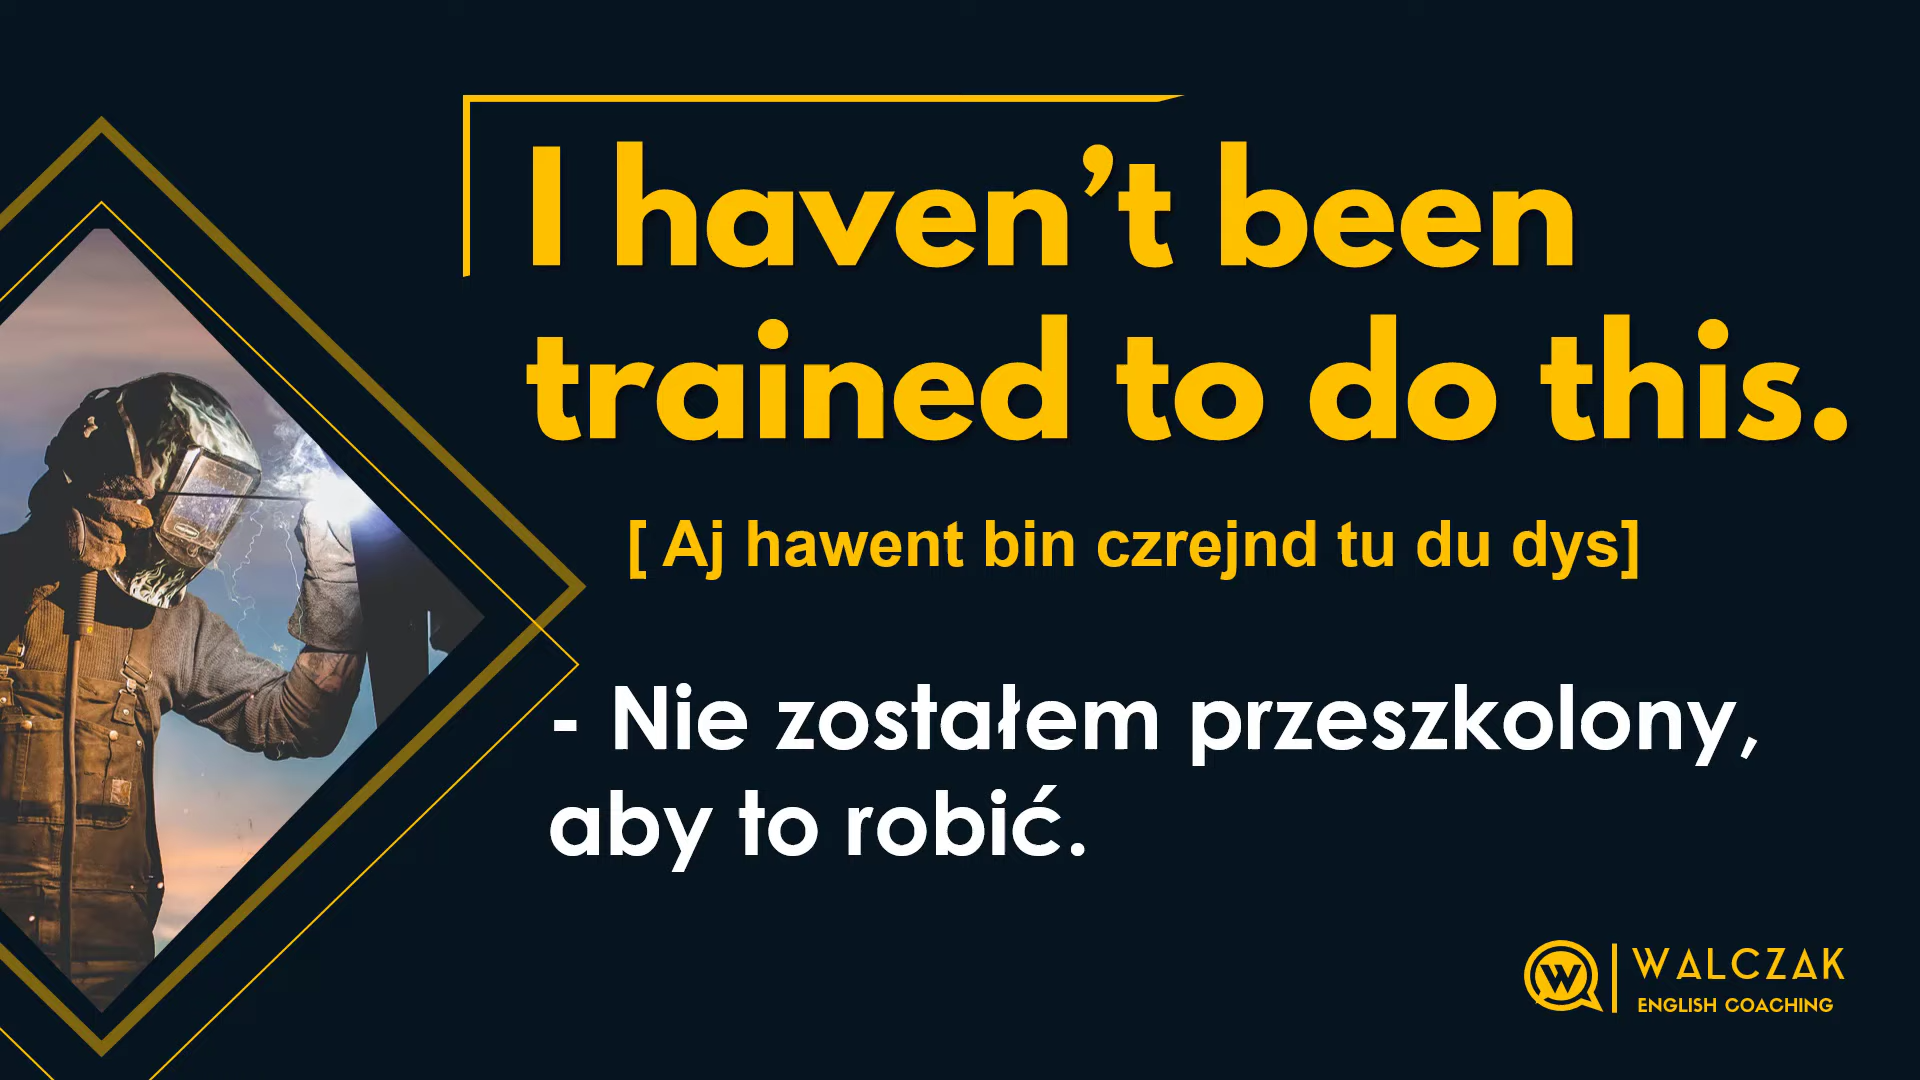 I haven’t been
trained to do this.
[ Aj hawent bin czrejnd tu du dys]
- Nie zostałem przeszkolony,
aby to robić.
W
WALCZAK
ENGLISH COACHING